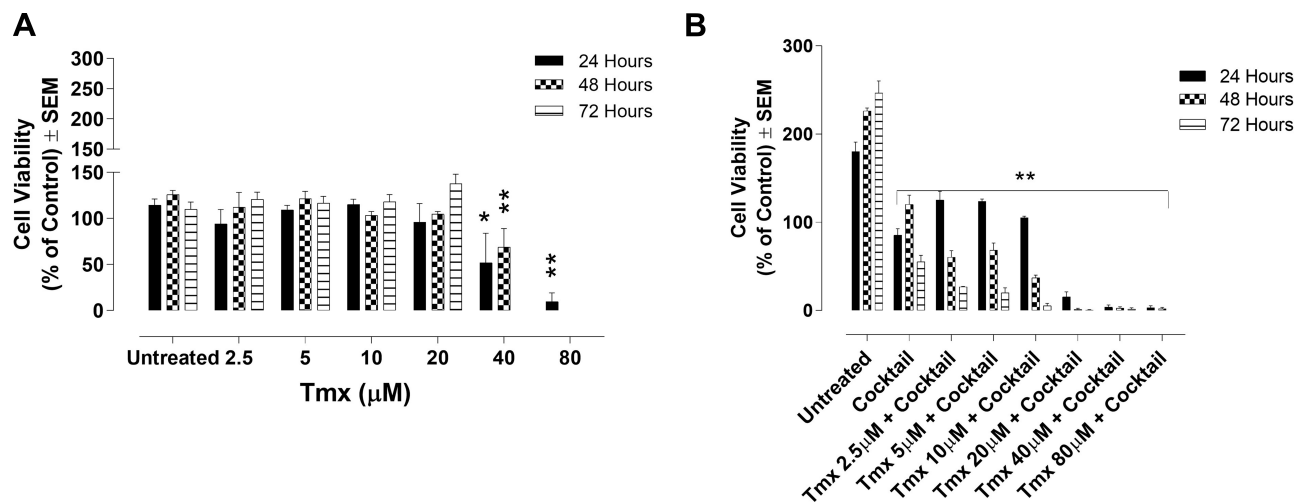 A
Cell Viability
(% of Control) ± SEM
300
250
200
150
150
100
50
0
24 Hours
48 Hours
72 Hours
*
**
**
Untreated 2.5 5 10 20 40 80
Tmx (μM)
B
Cell Viability
(% of Control) ± SEM
300
200
100
0
24 Hours
48 Hours
72 Hours
**
Untreated
Cocktail
Tmx 2.5μM + Cocktail
Tmx 5μM + Cocktail
Tmx 10μM + Cocktail
Tmx 20μM + Cocktail
Tmx 40μM + Cocktail
Tmx 80μM + Cocktail